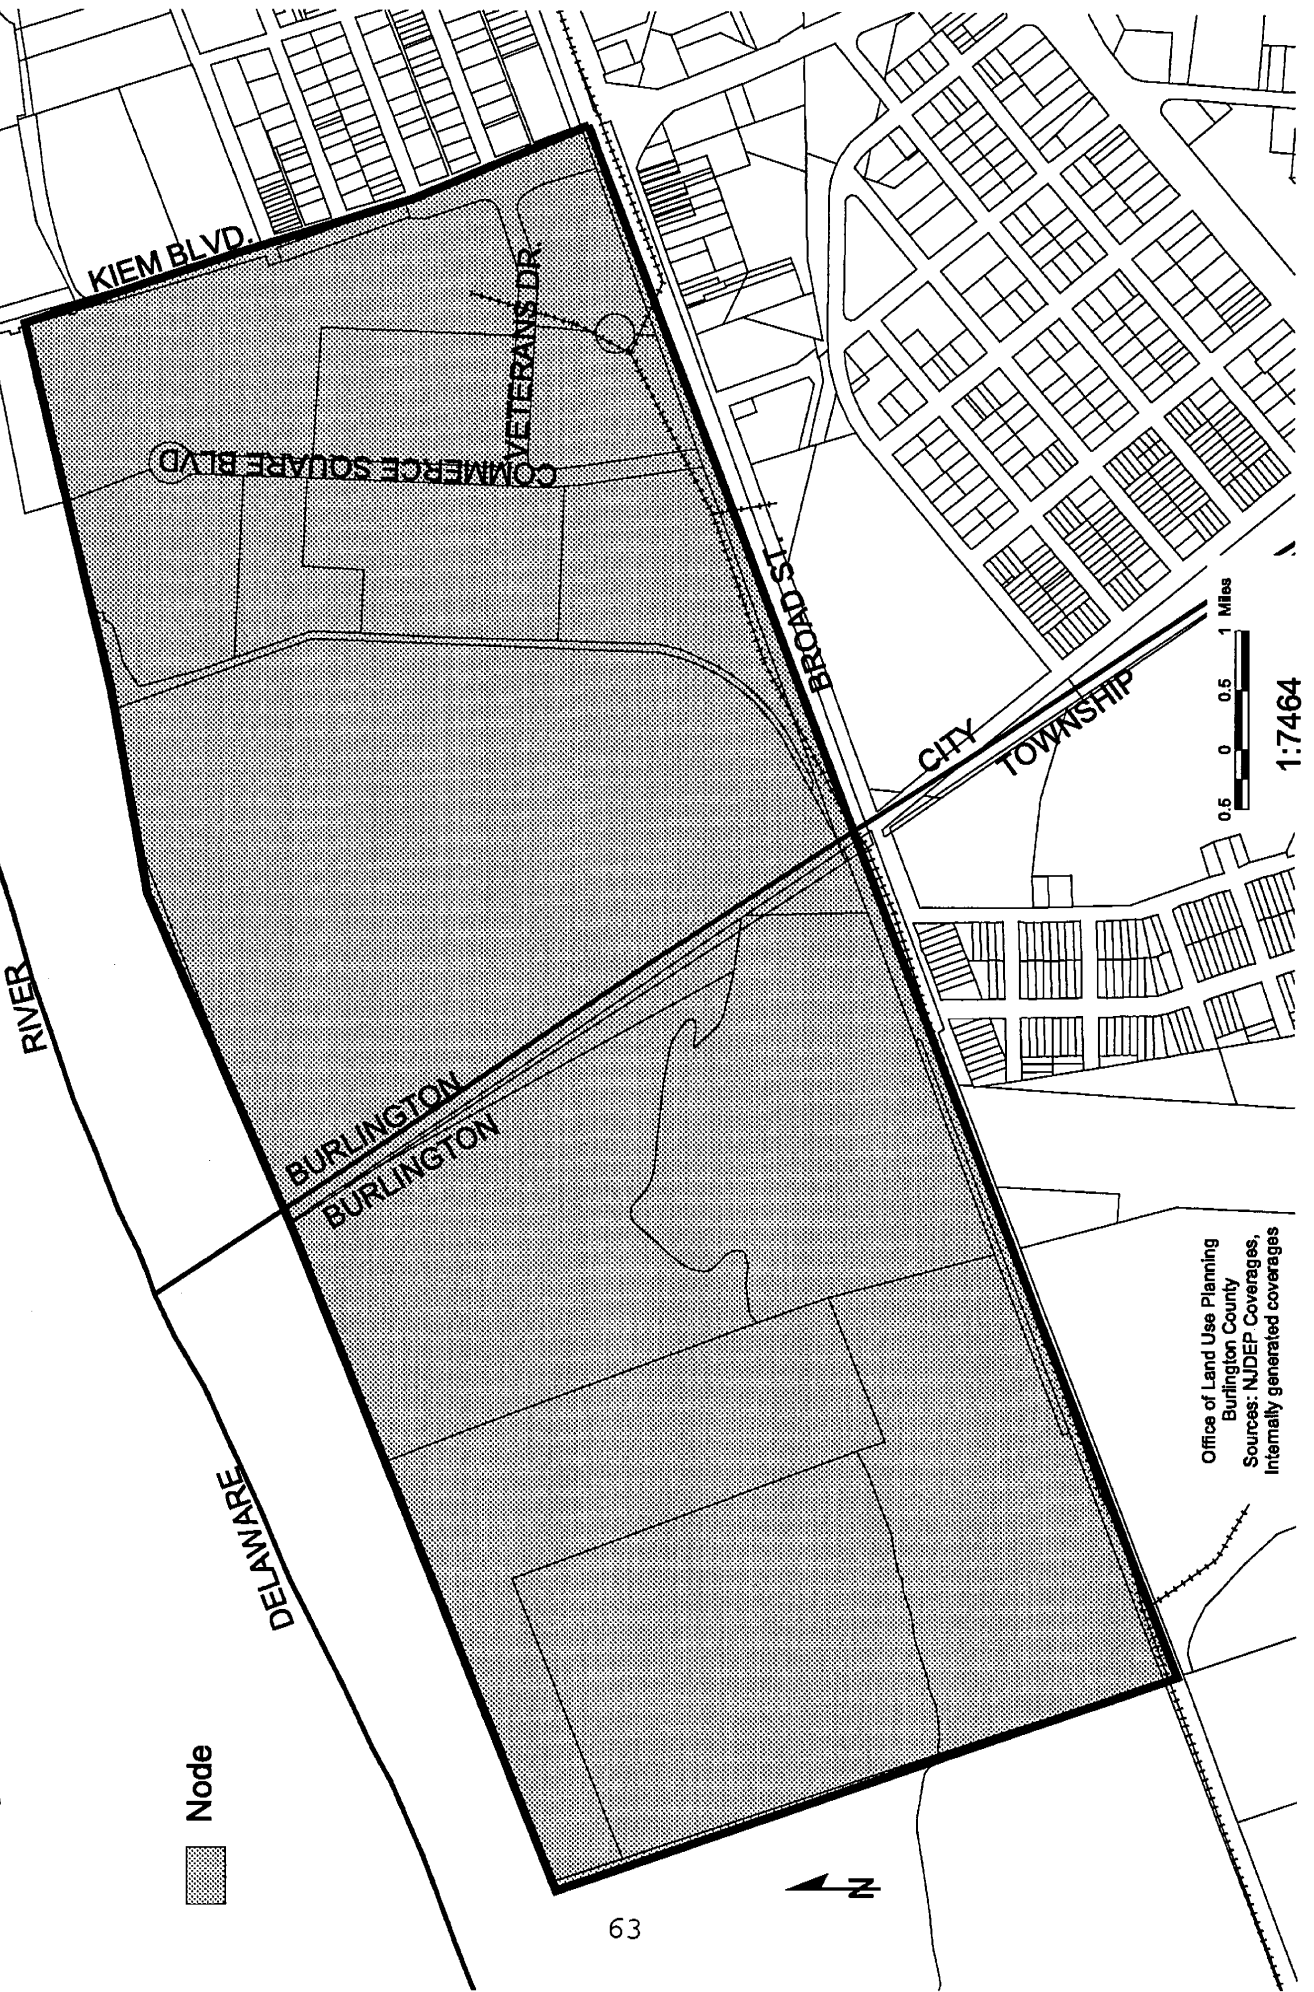 RIVER
DELAWARE
Node
KIEM BLVD.
COMMERCE SQUARE BLVD
VETERANS DR.
BURLINGTON
BURLINGTON
BROAD ST.
CITY
TOWNSHIP
N
0.5 0 0.5 1 Miles
1:7464
Office of Land Use Planning
Burlington County
Sources: NJDEP Coverages,
Internally generated coverages
63